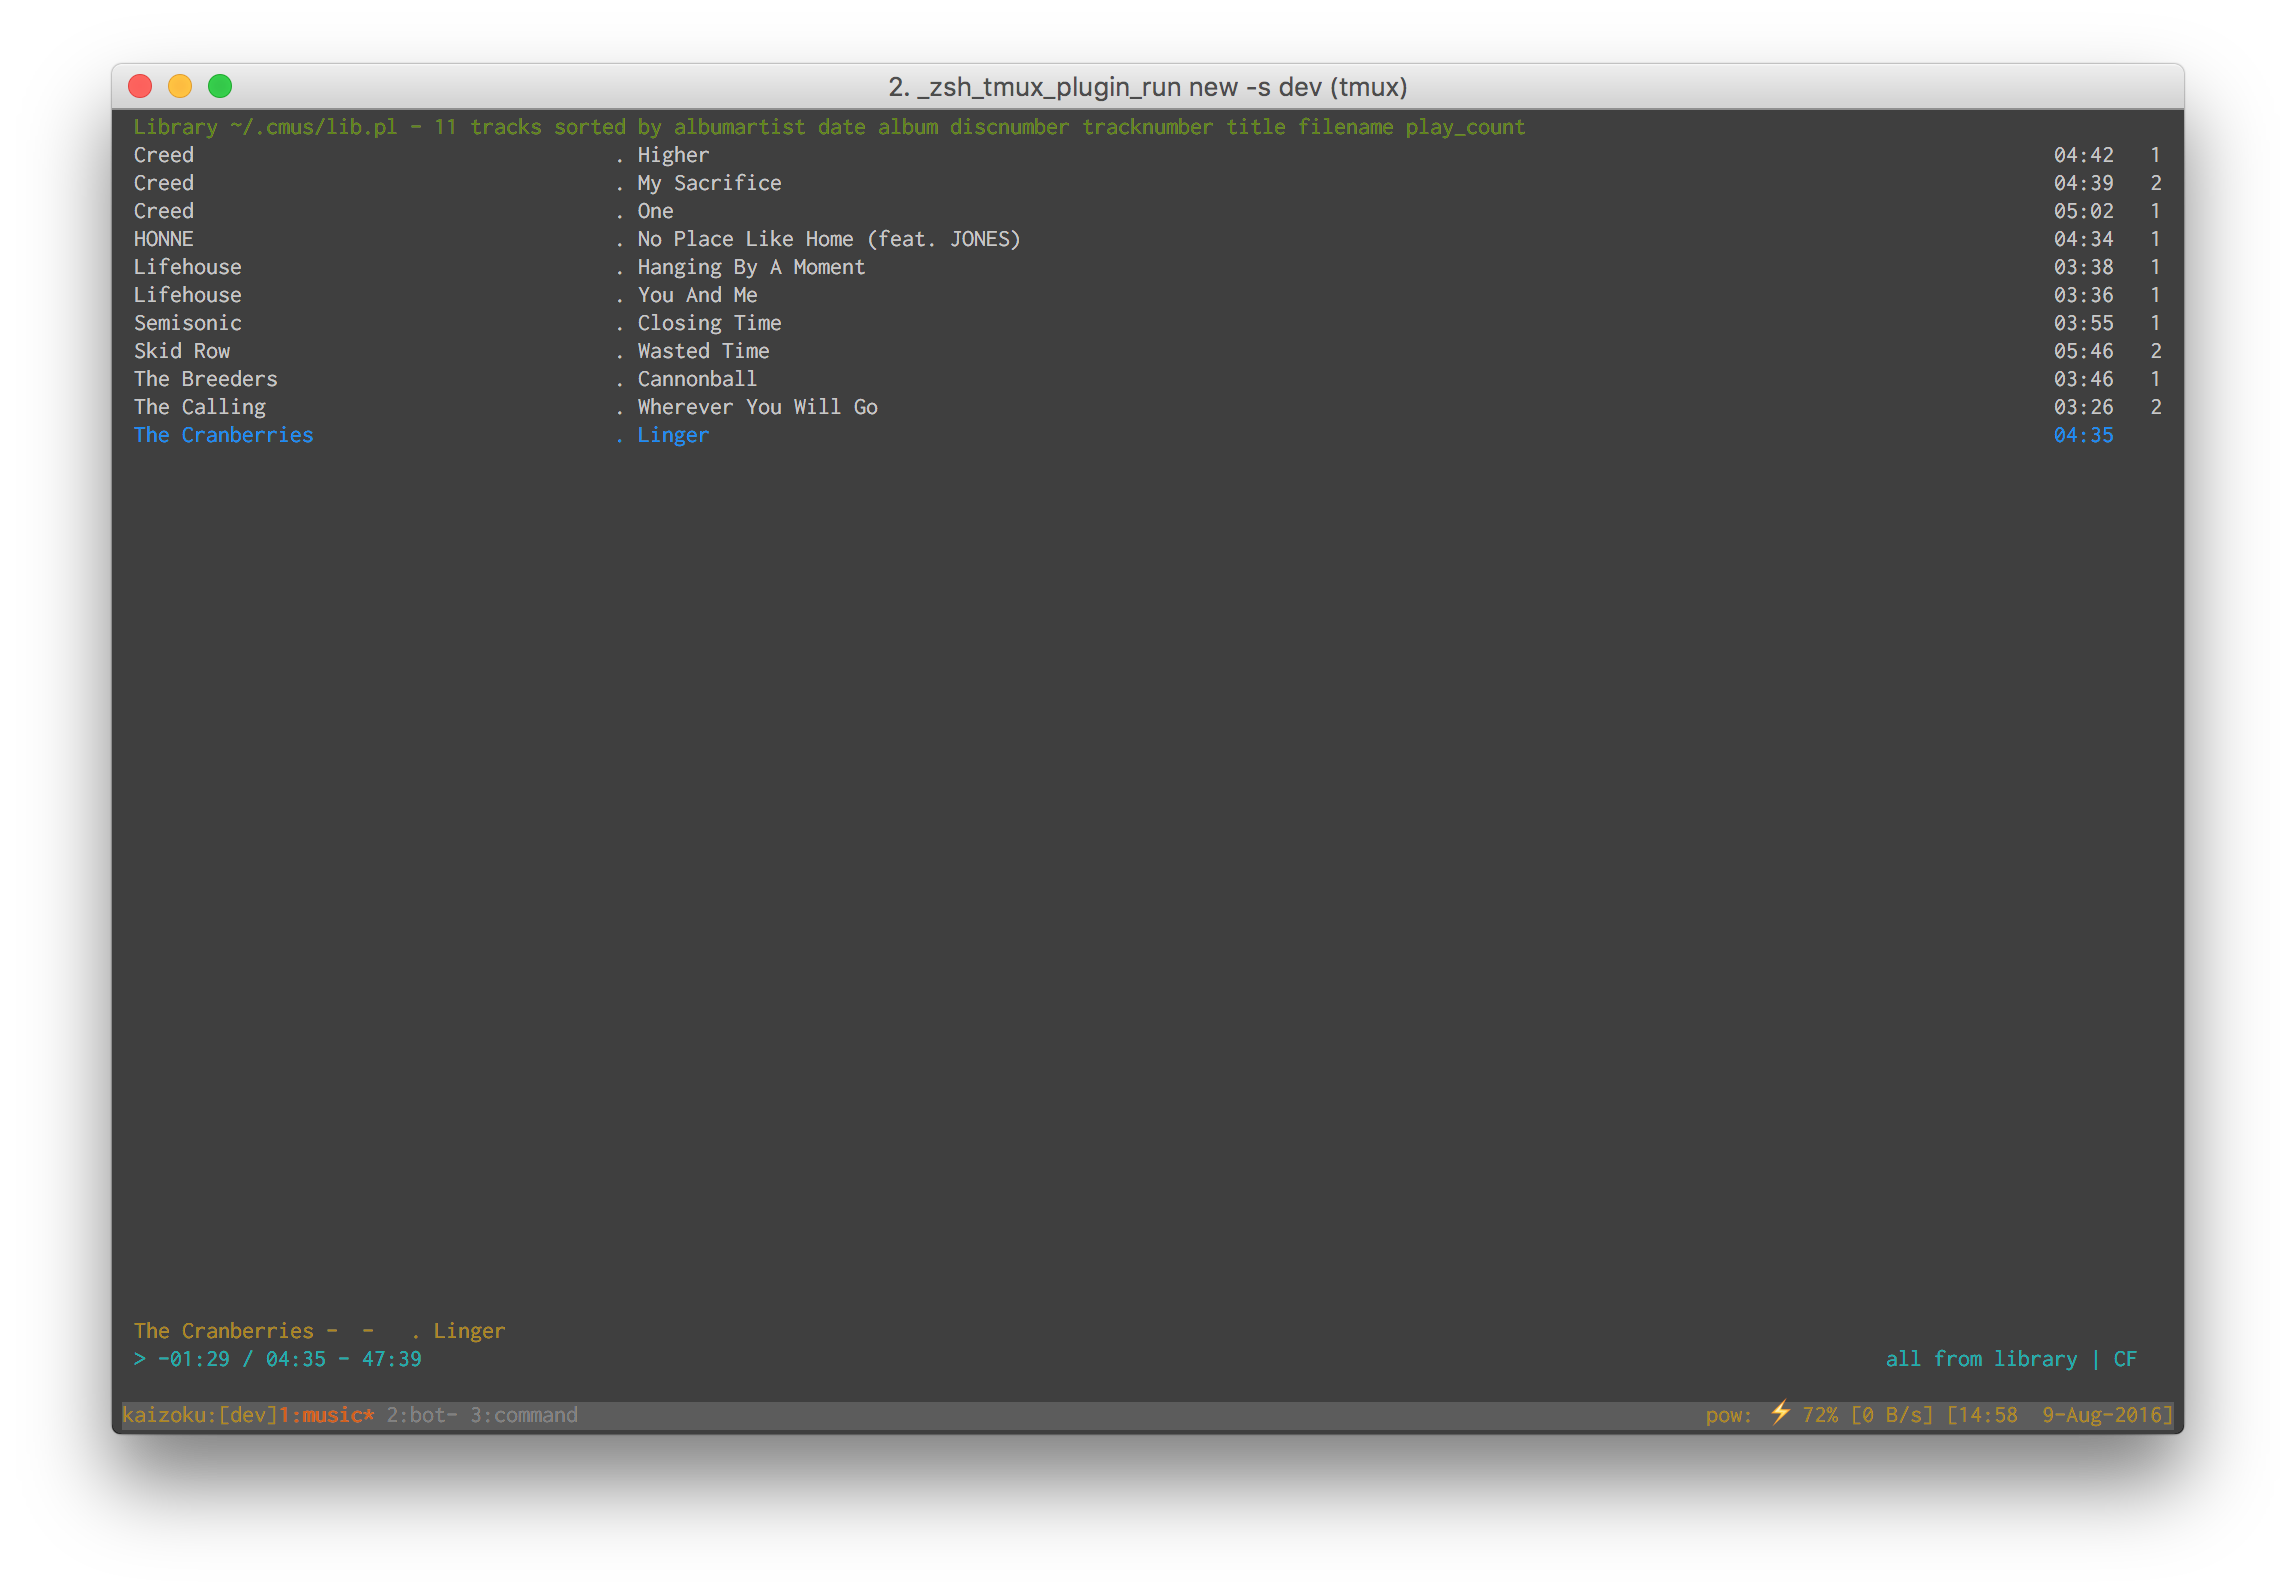 2. _zsh_tmux_plugin_run new -s dev (tmux)
Library ~/.cmus/lib.pl - 11 tracks sorted by albumartist date album discnumber tracknumber title filename play_count
Creed . Higher 04:42 1
Creed . My Sacrifice 04:39 2
Creed . One 05:02 1
HONNE . No Place Like Home (feat. JONES) 04:34 1
Lifehouse . Hanging By A Moment 03:38 1
Lifehouse . You And Me 03:36 1
Semisonic . Closing Time 03:55 1
Skid Row . Wasted Time 05:46 2
The Breeders . Cannonball 03:46 1
The Calling . Wherever You Will Go 03:26 2
The Cranberries . Linger 04:35
The Cranberries -  -   . Linger
> -01:29 / 04:35 - 47:39 all from library | CF
kaizoku:[dev]1:music* 2:bot- 3:command pow: ⚡ 72% [0 B/s] [14:58  9-Aug-2016]